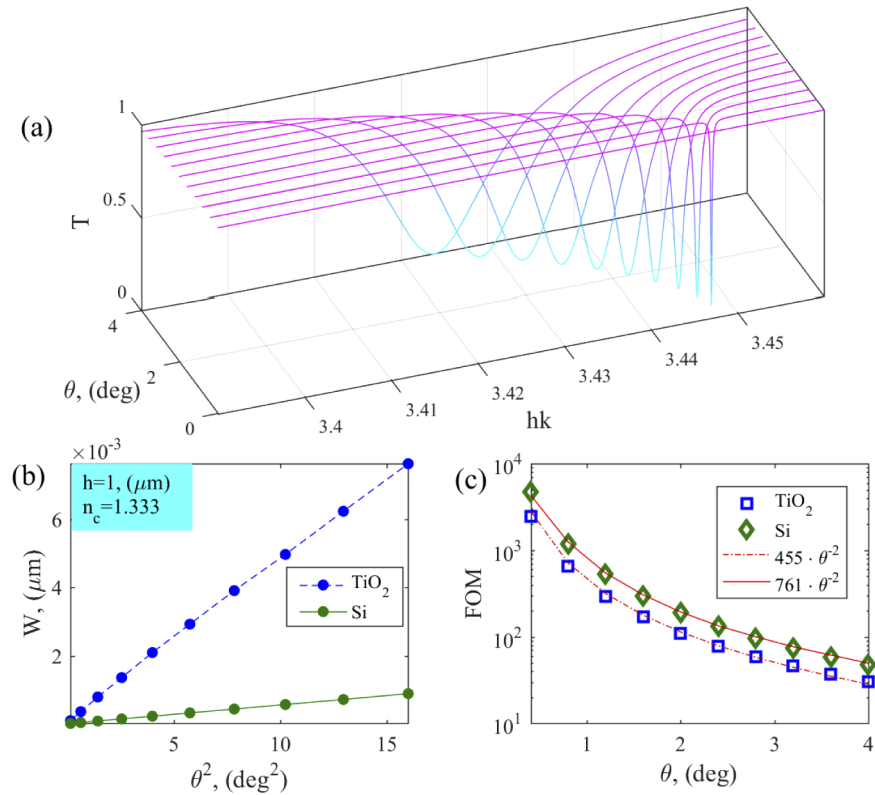 (a)
1
0.5
0
T
4
2
0
θ, (deg)
3.4
3.41
3.42
3.43
3.44
3.45
hk
(b)
× 10⁻³
h=1, (μm)
n_c=1.333
6
4
2
W, (μm)
TiO₂
Si
5
10
15
θ², (deg²)
(c)
10⁴
10³
10²
10¹
FOM
TiO₂
Si
455 · θ⁻²
761 · θ⁻²
1
2
3
4
θ, (deg)